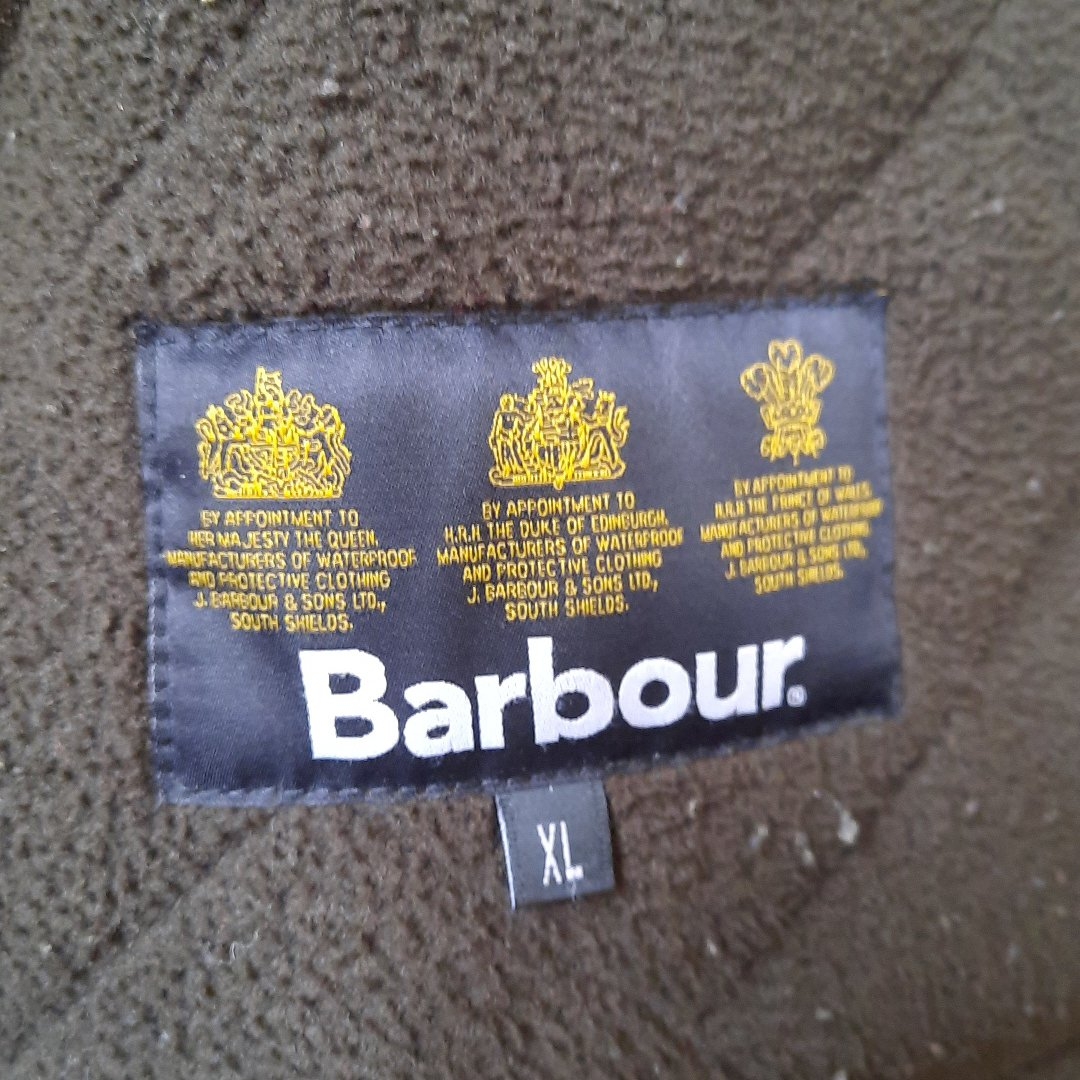 BY APPOINTMENT TO
HER MAJESTY THE QUEEN,
MANUFACTURERS OF WATERPROOF
AND PROTECTIVE CLOTHING
J. BARBOUR & SONS LTD.,
SOUTH SHIELDS.
BY APPOINTMENT TO
H.R.H. THE DUKE OF EDINBURGH,
MANUFACTURERS OF WATERPROOF
AND PROTECTIVE CLOTHING
J. BARBOUR & SONS LTD.,
SOUTH SHIELDS.
BY APPOINTMENT TO
H.R.H THE PRINCE OF WALES
MANUFACTURERS OF WATERPROOF
AND PROTECTIVE CLOTHING
J. BARBOUR & SONS LTD.,
SOUTH SHIELDS.
Barbour®
XL